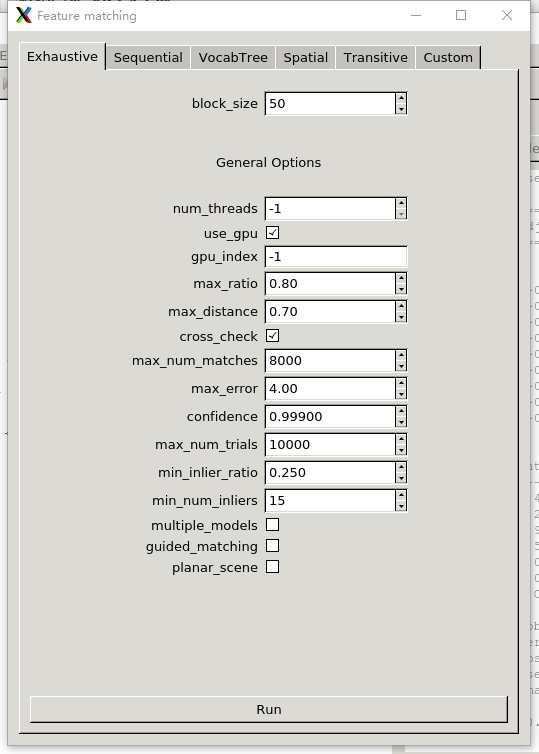 Feature matching
Exhaustive Sequential VocabTree Spatial Transitive Custom
block_size 50
General Options
num_threads -1
use_gpu
gpu_index -1
max_ratio 0.80
max_distance 0.70
cross_check
max_num_matches 8000
max_error 4.00
confidence 0.99900
max_num_trials 10000
min_inlier_ratio 0.250
min_num_inliers 15
multiple_models
guided_matching
planar_scene
Run